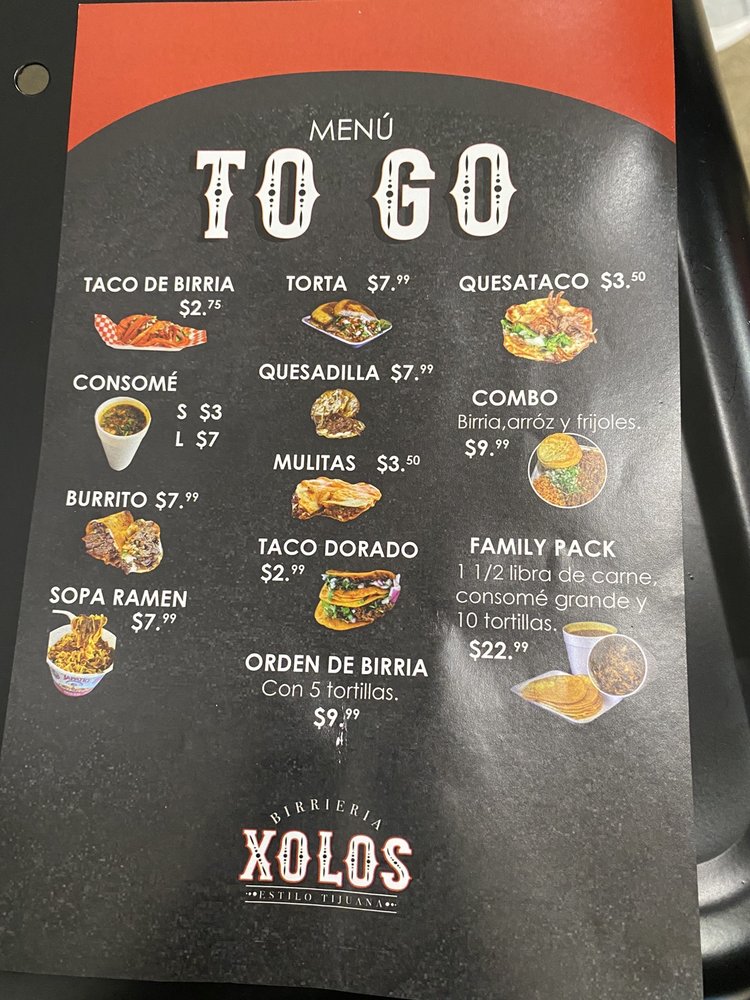 MENÚ
TO GO
TACO DE BIRRIA
$2.75
CONSOMÉ
S $3
L $7
BURRITO $7.99
SOPA RAMEN
$7.99
TORTA $7.99
QUESADILLA $7.99
MULITAS $3.50
TACO DORADO
$2.99
ORDEN DE BIRRIA
Con 5 tortillas.
$9.99
QUESATACO $3.50
COMBO
Birria,arróz y frijoles.
$9.99
FAMILY PACK
1 1/2 libra de carne,
consomé grande y
10 tortillas.
$22.99
BIRRIERIA
XOLOS
ESTILO TIJUANA